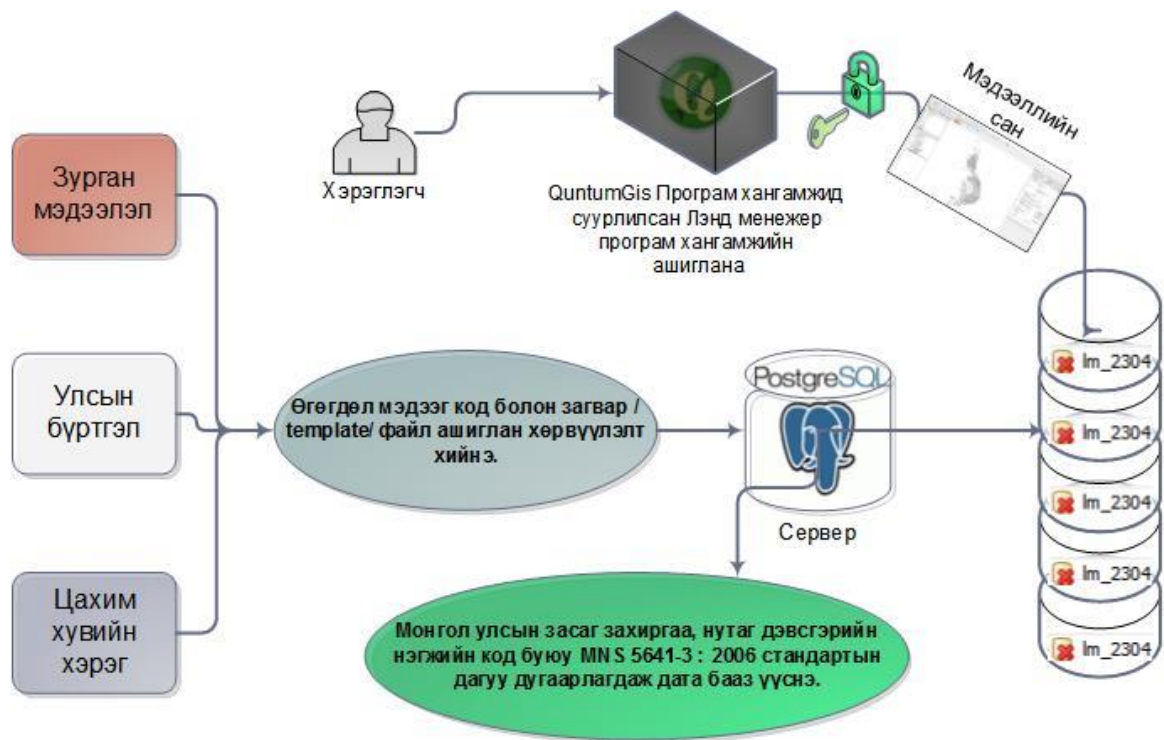 Мэдээллийн
сан
Хэрэглэгч
QuntumGis Програм хангамжид
суурлилсан Лэнд менежер
програм хангамжийн
ашиглана
Зурган
мэдээлэл
Улсын
бүртгэл
Цахим
хувийн
хэрэг
Өгөгдөл мэдээг код болон загвар /
template/ файл ашиглан хөрвүүлэлт
хийнэ.
PostgreSQL
Сервер
Монгол улсын засаг захиргаа, нутаг дэвсгэрийн
нэгжийн код буюу MNS 5641-3 : 2006 стандартын
дагуу дугаарлагдаж дата бааз үүснэ.
lm_2304
lm_2304
lm_2304
lm_2304
lm_2304